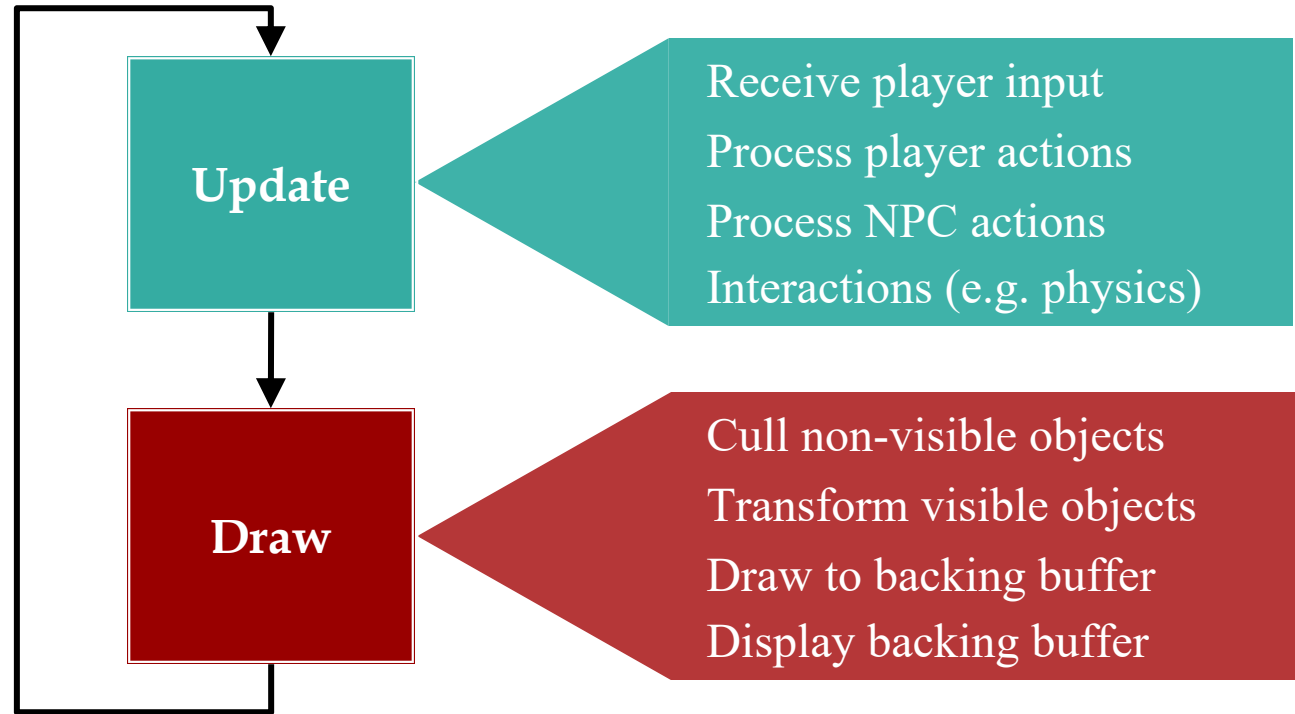 Update
Receive player input
Process player actions
Process NPC actions
Interactions (e.g. physics)
Draw
Cull non-visible objects
Transform visible objects
Draw to backing buffer
Display backing buffer